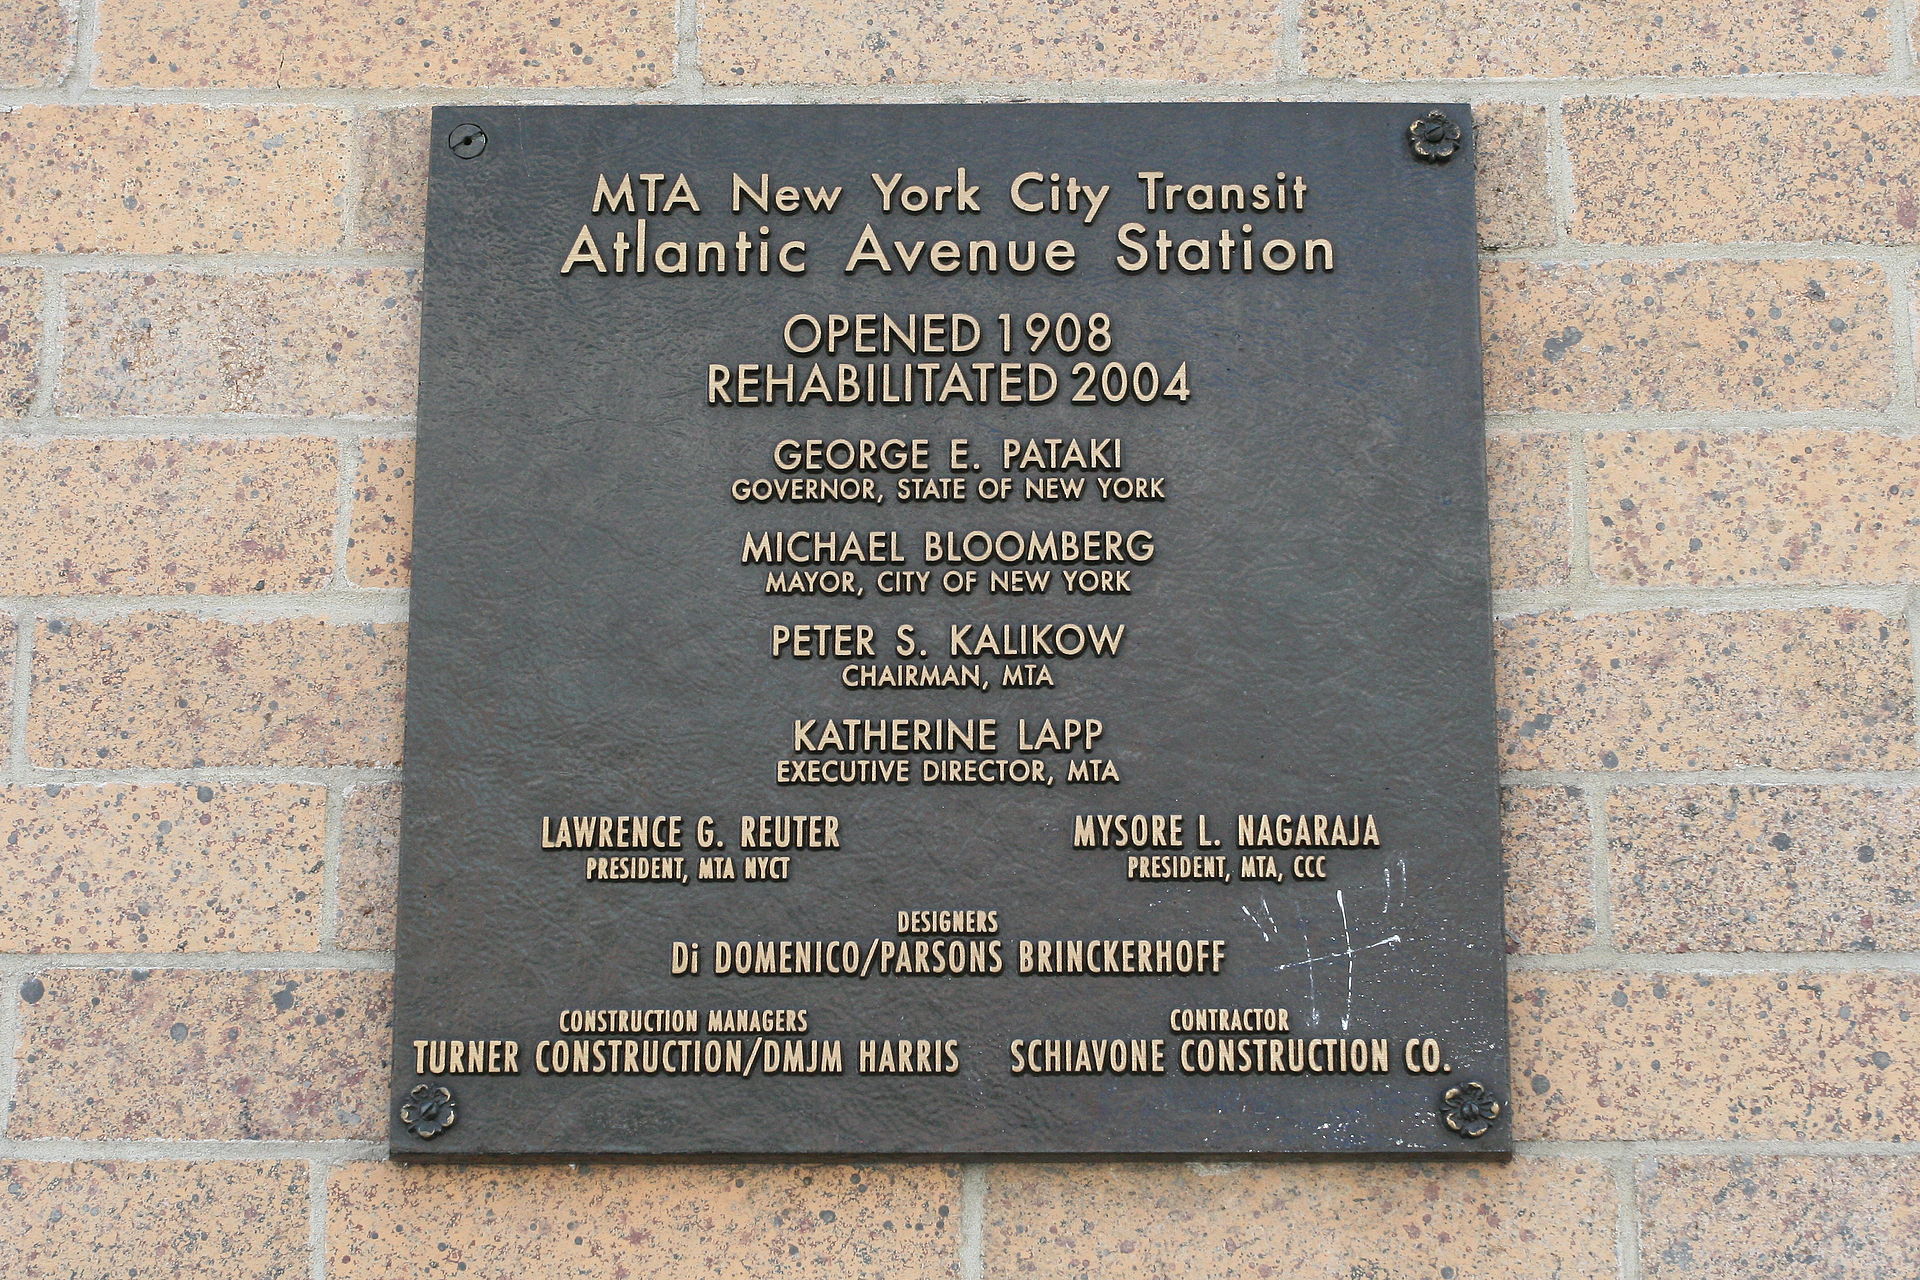 MTA New York City Transit
Atlantic Avenue Station
OPENED 1908
REHABILITATED 2004
GEORGE E. PATAKI
GOVERNOR, STATE OF NEW YORK
MICHAEL BLOOMBERG
MAYOR, CITY OF NEW YORK
PETER S. KALIKOW
CHAIRMAN, MTA
KATHERINE LAPP
EXECUTIVE DIRECTOR, MTA
LAWRENCE G. REUTER
PRESIDENT, MTA NYCT
MYSORE L. NAGARAJA
PRESIDENT, MTA, CCC
DESIGNERS
Di DOMENICO/PARSONS BRINCKERHOFF
CONSTRUCTION MANAGERS
TURNER CONSTRUCTION/DMJM HARRIS
CONTRACTOR
SCHIAVONE CONSTRUCTION CO.